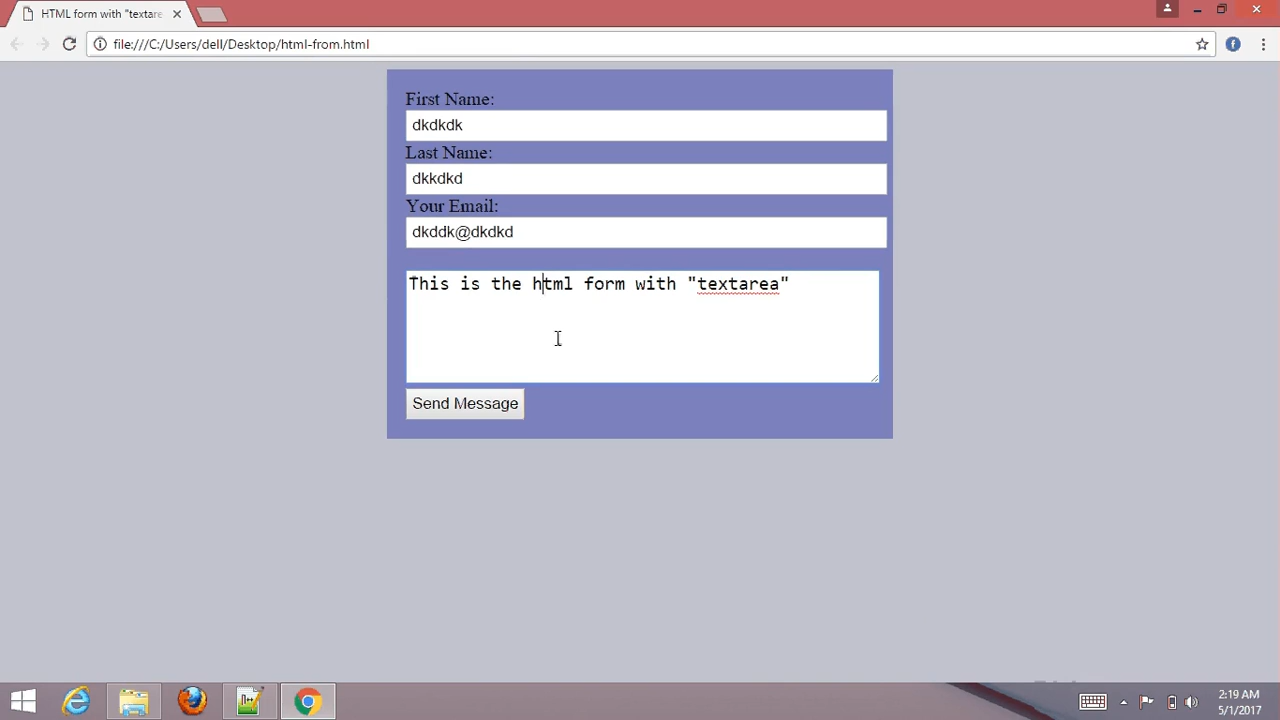 HTML form with "textare
file:///C:/Users/dell/Desktop/html-from.html
First Name:
dkdkdk
Last Name:
dkkdkd
Your Email:
dkddk@dkdkd
This is the html form with "textarea"
Send Message
2:19 AM
5/1/2017